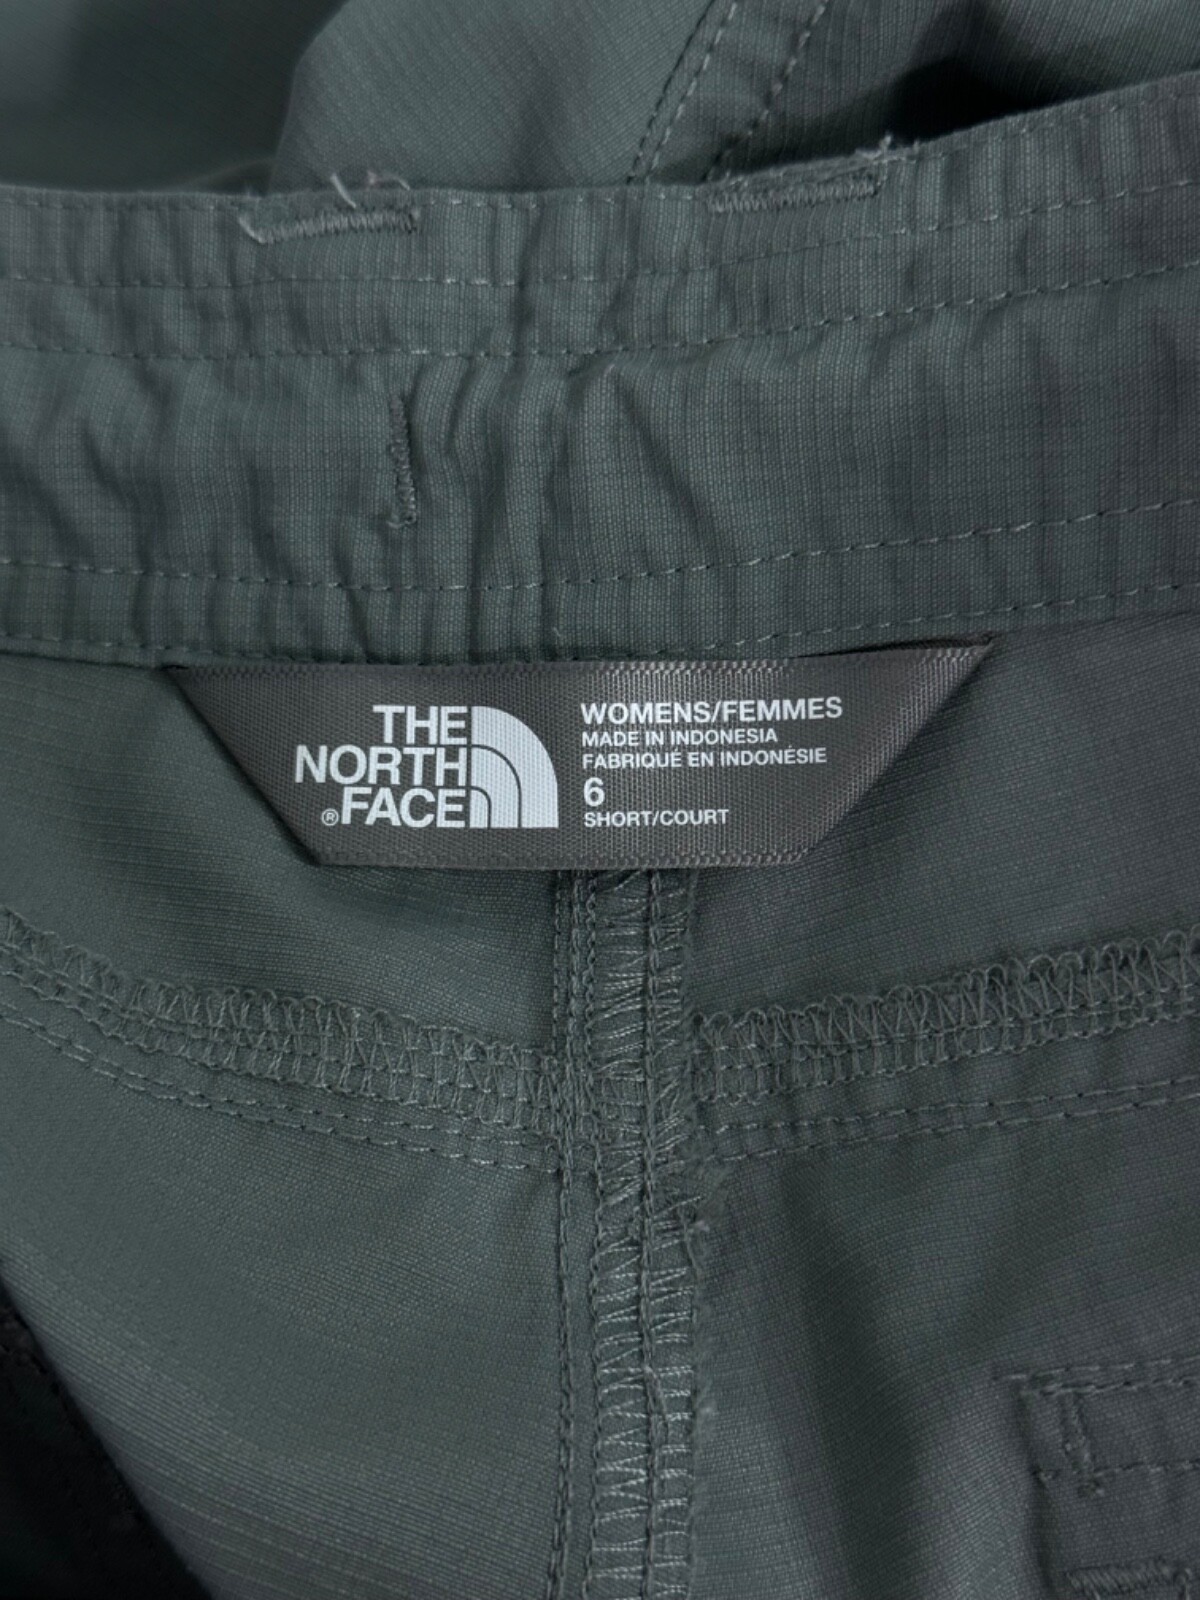 THE
NORTH
®FACE
WOMENS/FEMMES
MADE IN INDONESIA
FABRIQUÉ EN INDONÉSIE
6
SHORT/COURT